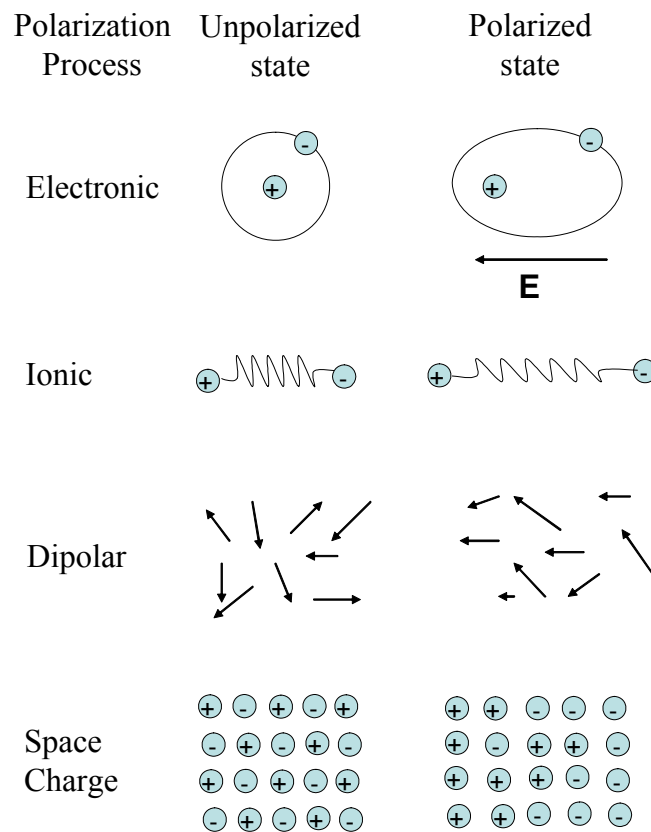 Polarization Unpolarized Polarized
Process state state
- -
Electronic + +
E
Ionic + - + -
Dipolar
+ - + - + + + - - -
Space - + - + - + - + + -
Charge + - + - + + + + - -
- + - + - + + - - -